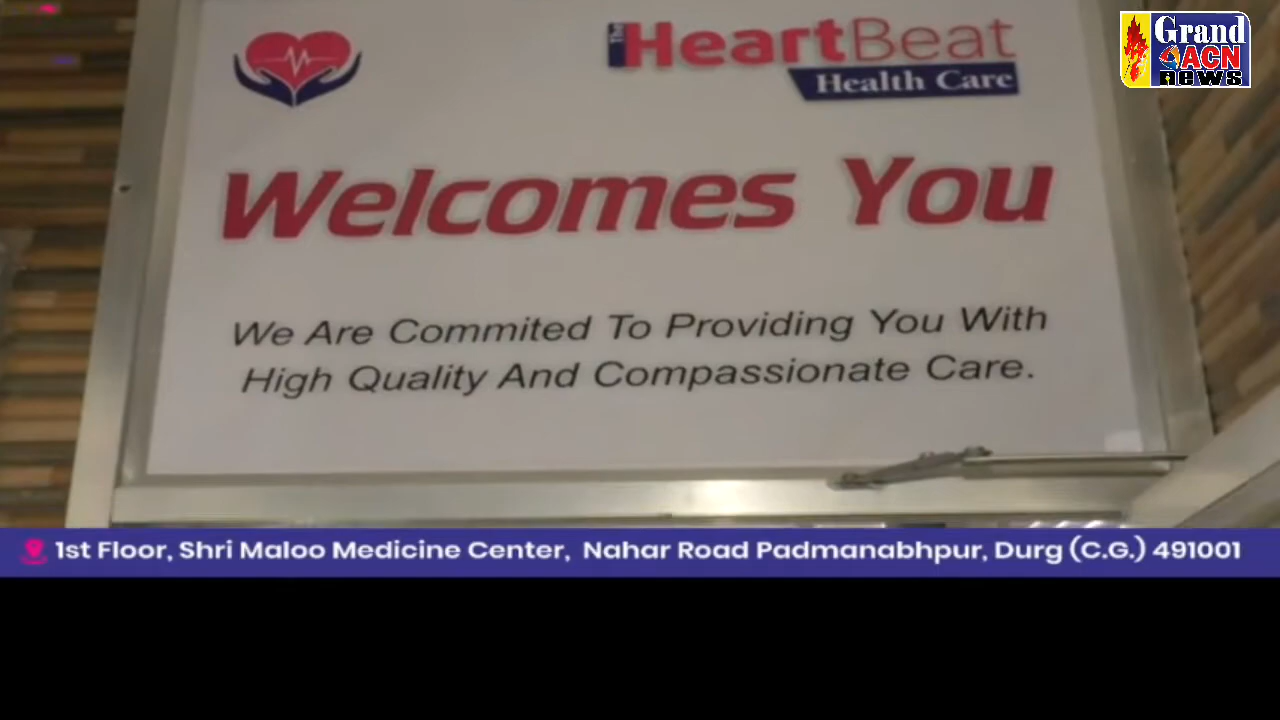 The HeartBeat
Health Care
Grand
ACN
news
Welcomes You
We Are Commited To Providing You With
High Quality And Compassionate Care.
1st Floor, Shri Maloo Medicine Center, Nahar Road Padmanabhpur, Durg (C.G.) 491001